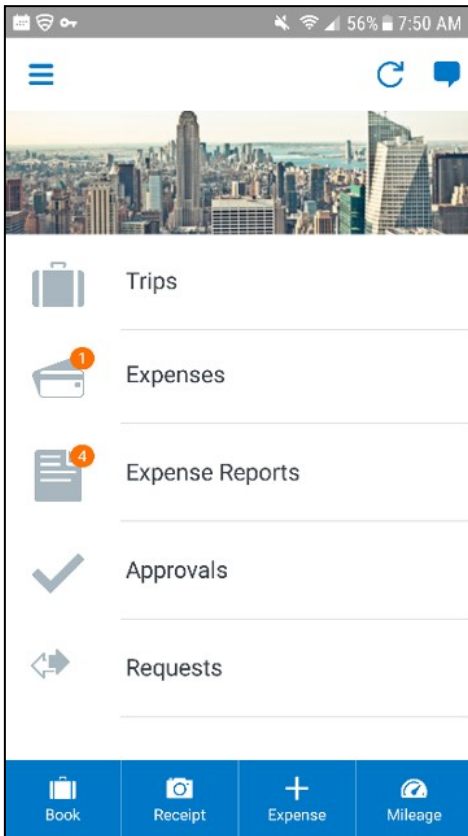 56% 7:50 AM
Trips
1
Expenses
4
Expense Reports
Approvals
Requests
Book Receipt Expense Mileage